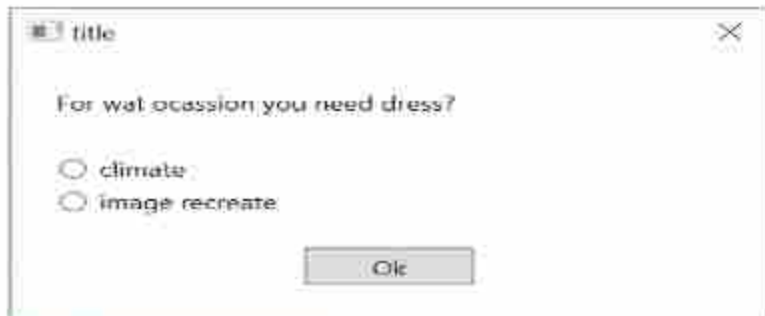 title
For wat ocassion you need dress?
climate
image recreate
Ok